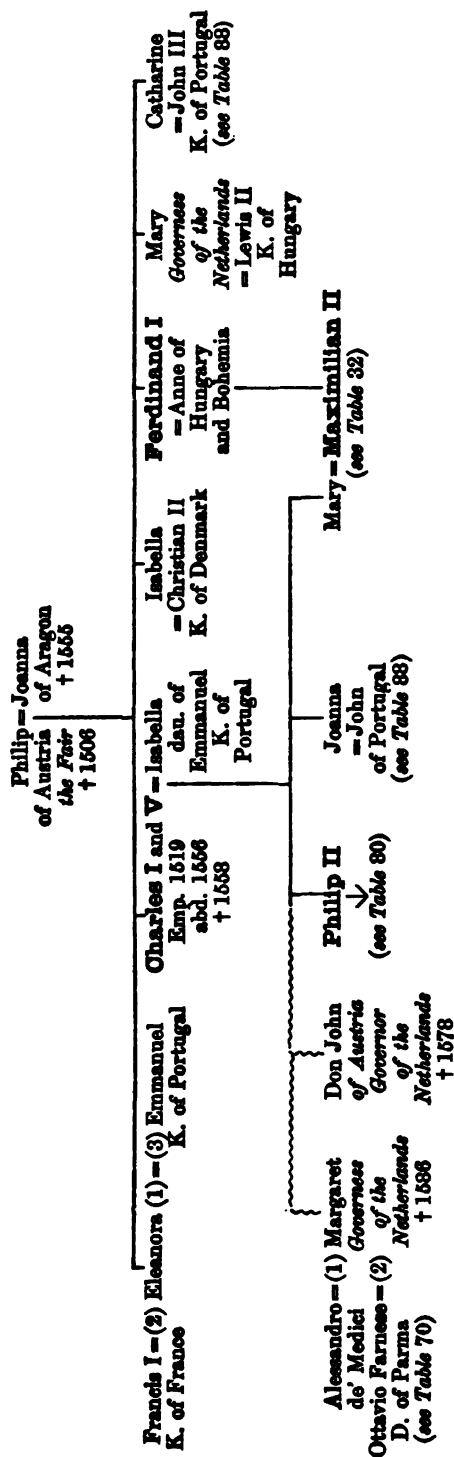 Philip=Joanna
of Austria of Aragon
the Fair †1555
†1506
Francis I=(2) Eleanora (1)=(3) Emmanuel
K. of France
K. of Portugal
Charles I and V=Isabella
Emp. 1519
abd. 1556
†1558
dau. of
Emmanuel
K. of
Portugal
Isabella
=Christian II
K. of Denmark
Ferdinand I
=Anne of
Hungary
and Bohemia
Mary
Governess
of the
Netherlands
=Lewis II
K. of
Hungary
Catharine
=John III
K. of Portugal
(see Table 88)
Alessandro=(1) Margaret
de' Medici
Ottavio Farnese=(2)
D. of Parma
(see Table 70)
Governess
of the
Netherlands
†1586
Don John
of Austria
Governor
of the
Netherlands
†1578
Philip II
(see Table 80)
Joanna
=John
of Portugal
(see Table 88)
Mary=Maximilian II
(see Table 32)